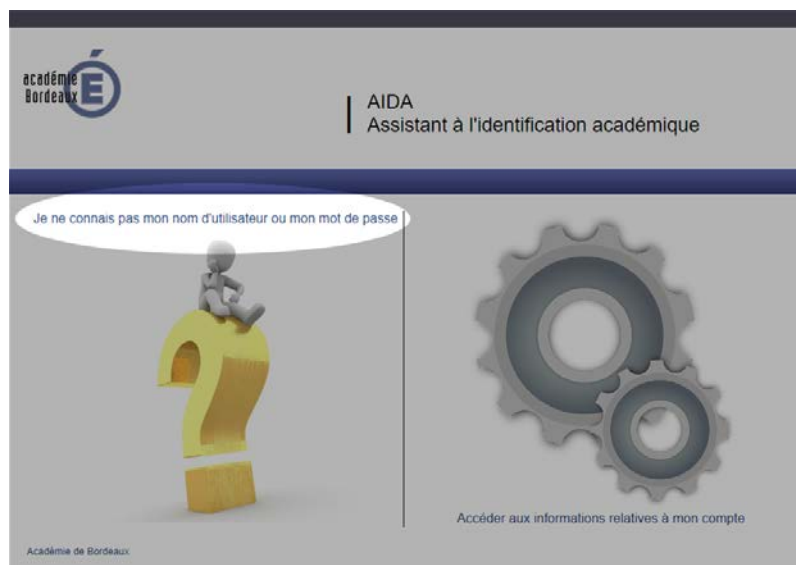 académie
Bordeaux
AIDA
Assistant à l'identification académique
Je ne connais pas mon nom d'utilisateur ou mon mot de passe
Accéder aux informations relatives à mon compte
Académie de Bordeaux